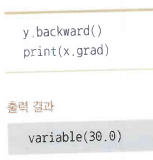 y.backward()
print(x.grad)
출력 결과
variable(30.0)